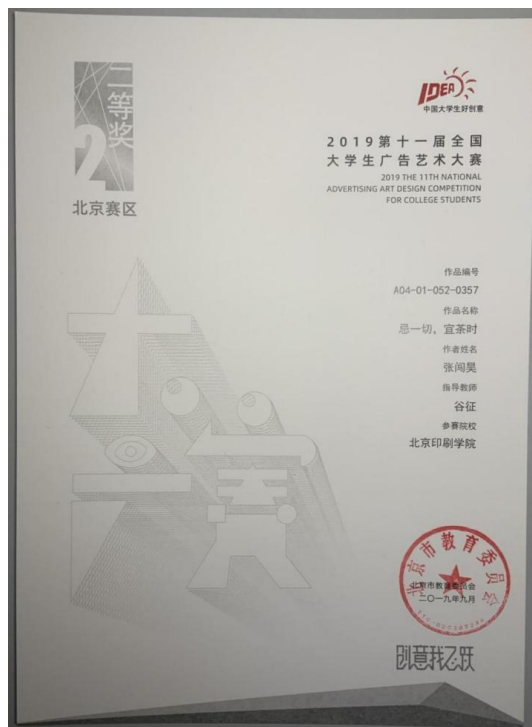 二等奖
2
北京赛区
IDEA
中国大学生好创意
2019第十一届全国
大学生广告艺术大赛
2019 THE 11TH NATIONAL
ADVERTISING ART DESIGN COMPETITION
FOR COLLEGE STUDENTS
作品编号
A04-01-052-0357
作品名称
忌一切，宜茶时
作者姓名
张闯昊
指导教师
谷征
参赛院校
北京印刷学院
大广赛
北京市教育委员会
北京市教育委员会
二〇一九年九月
创意我飞跃